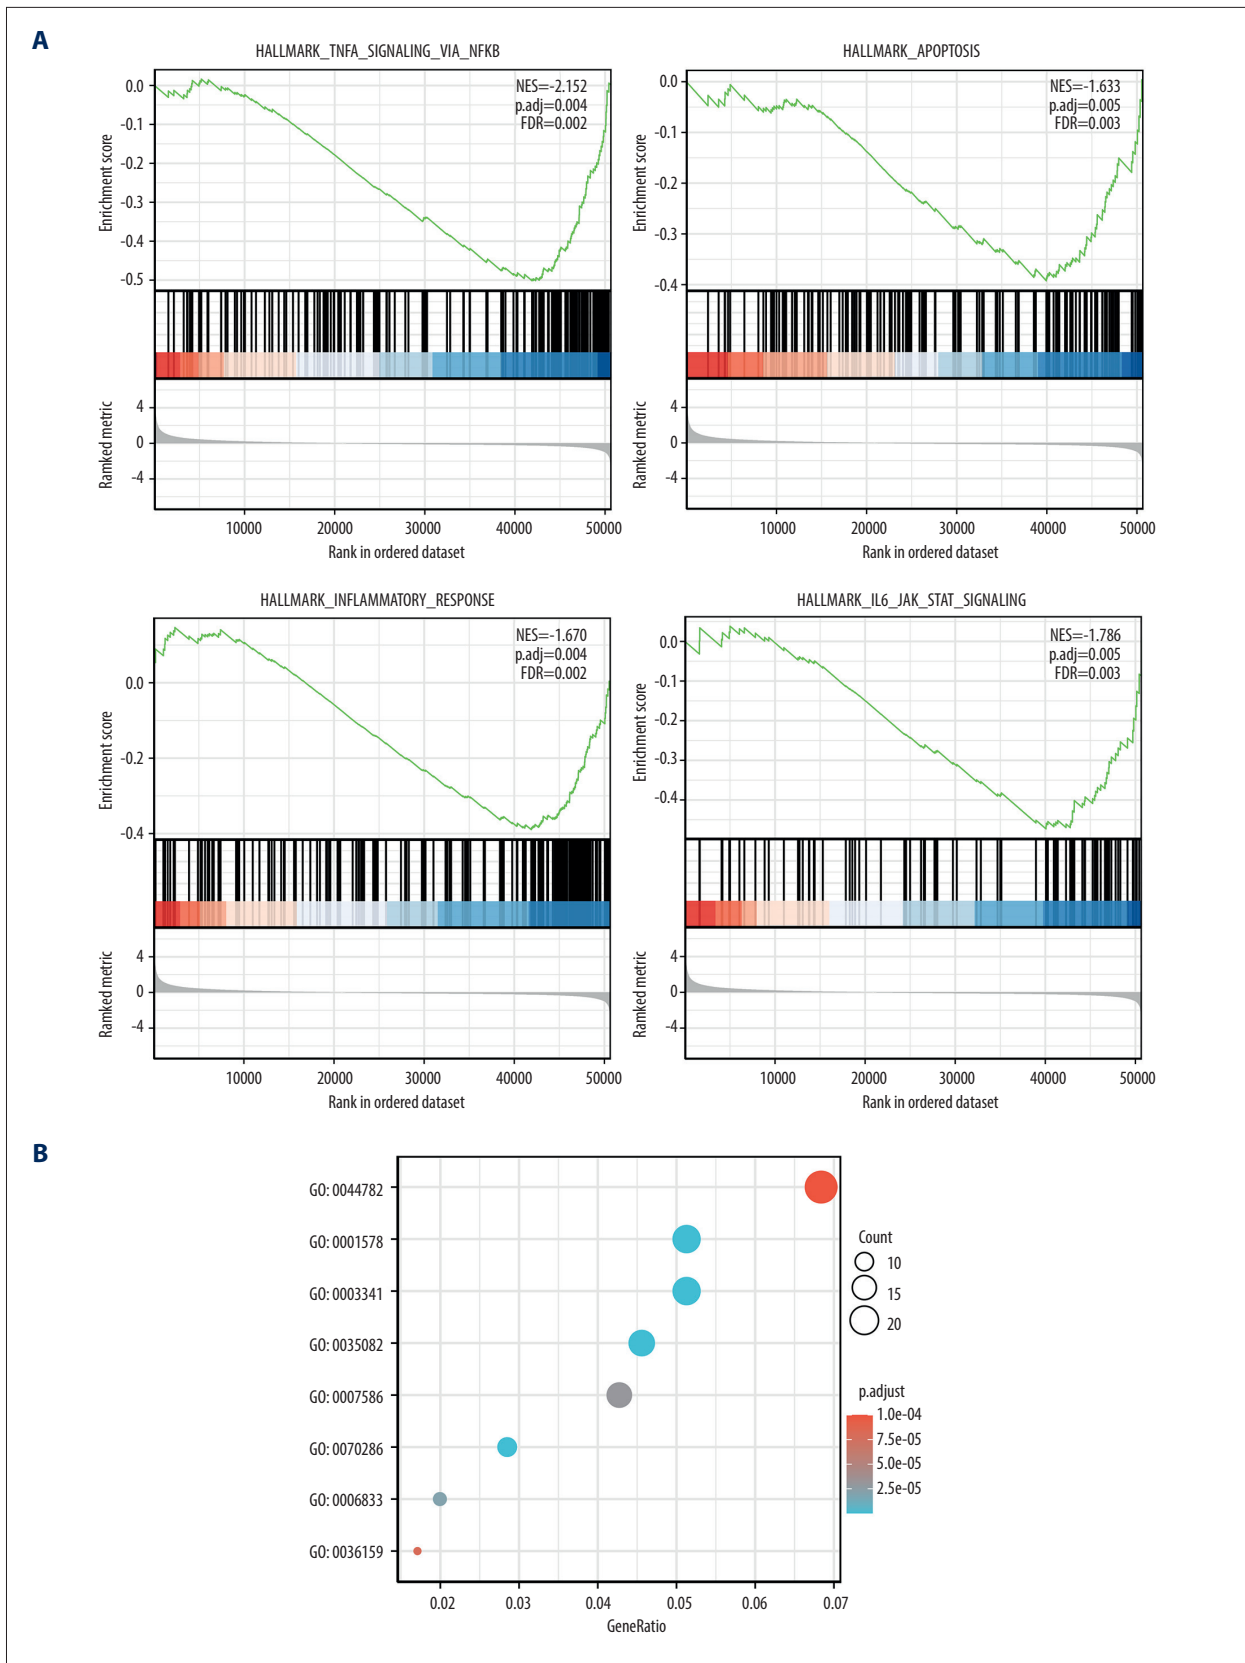 A
HALLMARK_TNFA_SIGNALING_VIA_NFKB
NES=-2.152
p.adj=0.004
FDR=0.002
Enrichment score
0.0
-0.1
-0.2
-0.3
-0.4
-0.5
Ramked metric
4
0
-4
10000 20000 30000 40000 50000
Rank in ordered dataset
HALLMARK_APOPTOSIS
NES=-1.633
p.adj=0.005
FDR=0.003
Enrichment score
0.0
-0.1
-0.2
-0.3
-0.4
Ramked metric
4
0
-4
10000 20000 30000 40000 50000
Rank in ordered dataset
HALLMARK_INFLAMMATORY_RESPONSE
NES=-1.670
p.adj=0.004
FDR=0.002
Enrichment score
0.0
-0.2
-0.4
Ramked metric
4
0
-4
10000 20000 30000 40000 50000
Rank in ordered dataset
HALLMARK_IL6_JAK_STAT_SIGNALING
NES=-1.786
p.adj=0.005
FDR=0.003
Enrichment score
0.0
-0.1
-0.2
-0.3
-0.4
Ramked metric
4
0
-4
10000 20000 30000 40000 50000
Rank in ordered dataset
B
GO: 0044782
GO: 0001578
GO: 0003341
GO: 0035082
GO: 0007586
GO: 0070286
GO: 0006833
GO: 0036159
0.02 0.03 0.04 0.05 0.06 0.07
GeneRatio
Count
10
15
20
p.adjust
1.0e-04
7.5e-05
5.0e-05
2.5e-05